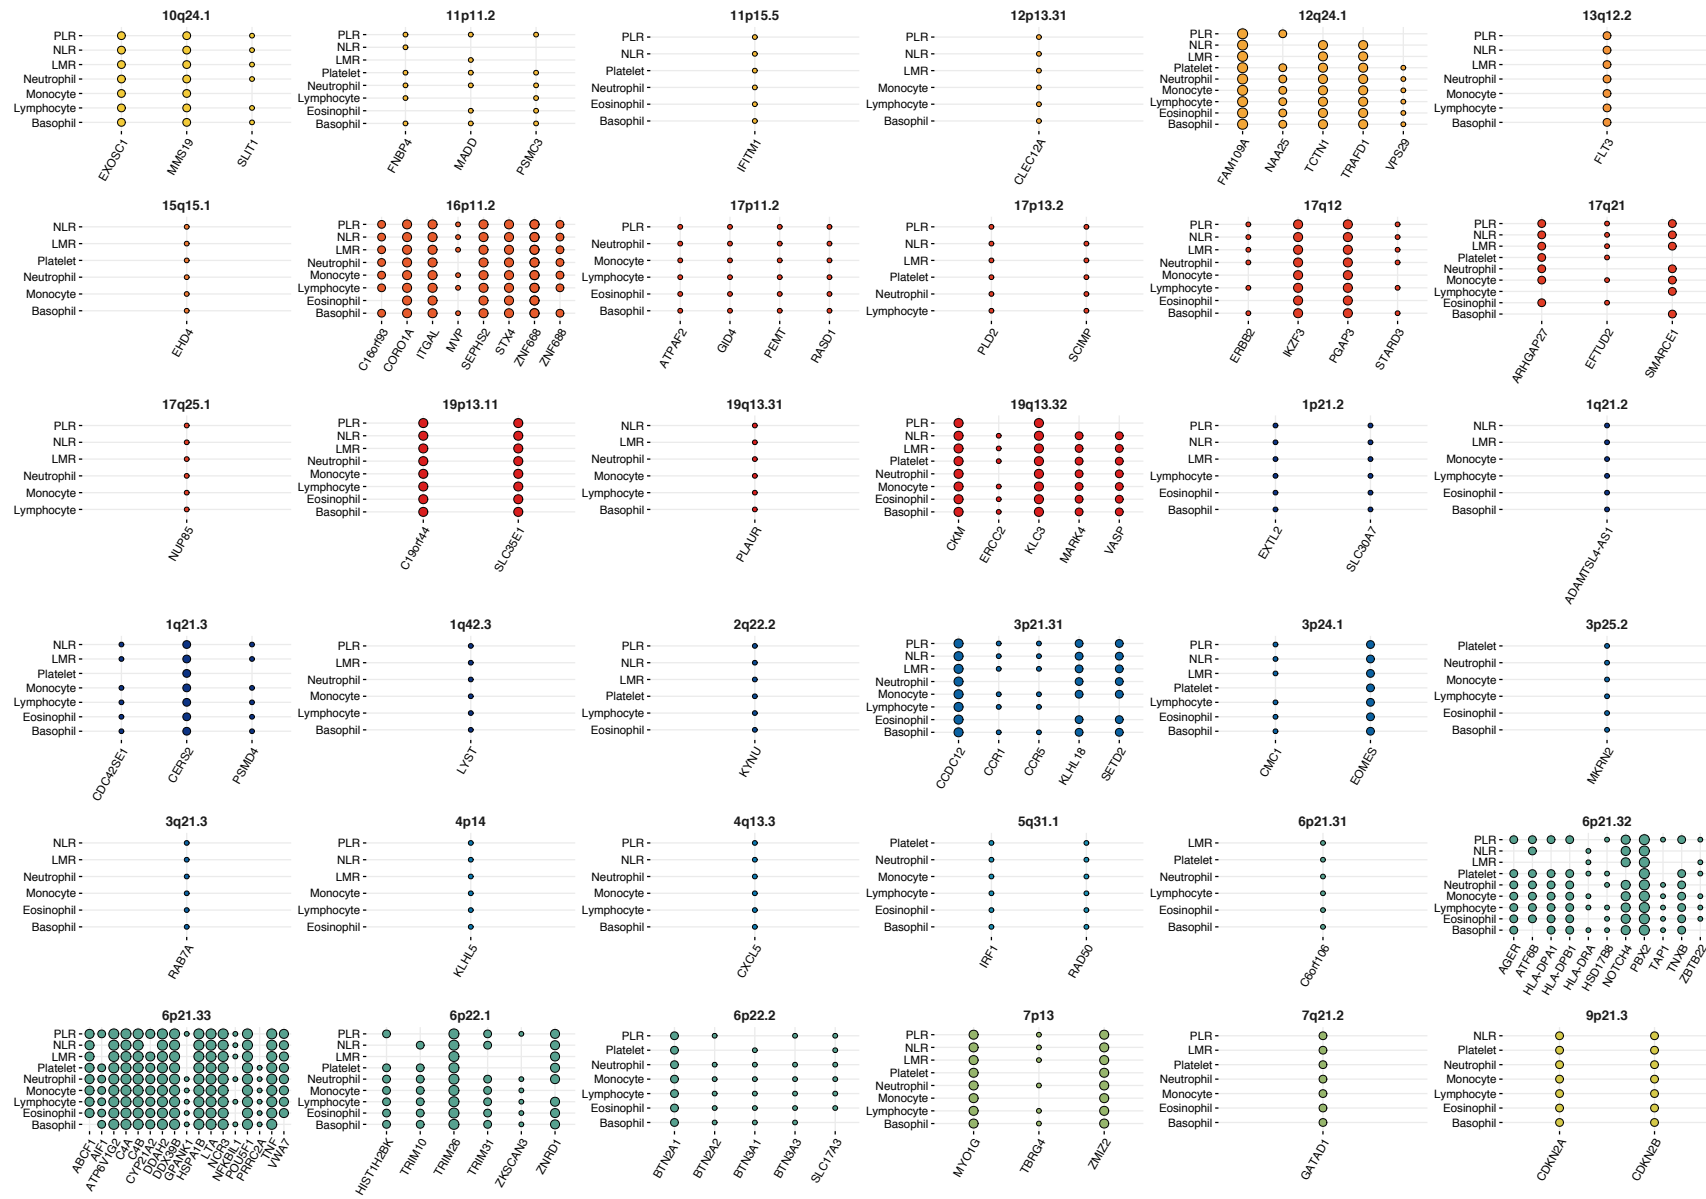 10q24.1
PLR
NLR
LMR
Neutrophil
Monocyte
Lymphocyte
Basophil
EXOSC1
MMS19
SLIT1
11p11.2
PLR
NLR
LMR
Platelet
Neutrophil
Lymphocyte
Eosinophil
Basophil
FNBP4
MADD
PSMC3
11p15.5
PLR
NLR
Platelet
Neutrophil
Eosinophil
Basophil
IFITM1
12p13.31
PLR
NLR
LMR
Monocyte
Lymphocyte
Basophil
CLEC12A
12q24.1
PLR
NLR
LMR
Platelet
Neutrophil
Monocyte
Lymphocyte
Eosinophil
Basophil
FAM109A
NAA25
TCTN1
TRAFD1
VPS29
13q12.2
PLR
NLR
LMR
Neutrophil
Monocyte
Lymphocyte
Basophil
FLT3
15q15.1
NLR
LMR
Platelet
Neutrophil
Monocyte
Basophil
EHD4
16p11.2
PLR
NLR
LMR
Neutrophil
Monocyte
Lymphocyte
Eosinophil
Basophil
C16orf93
CORO1A
ITGAL
MVP
SEPHS2
STX4
ZNF668
ZNF688
17p11.2
PLR
Neutrophil
Monocyte
Lymphocyte
Eosinophil
Basophil
ATPAF2
GID4
PEMT
RASD1
17p13.2
PLR
NLR
LMR
Platelet
Neutrophil
Lymphocyte
PLD2
SCIMP
17q12
PLR
NLR
LMR
Neutrophil
Monocyte
Lymphocyte
Eosinophil
Basophil
ERBB2
IKZF3
PGAP3
STARD3
17q21
PLR
NLR
LMR
Platelet
Neutrophil
Monocyte
Lymphocyte
Eosinophil
Basophil
ARHGAP27
EFTUD2
SMARCE1
17q25.1
PLR
NLR
LMR
Neutrophil
Monocyte
Lymphocyte
NUP85
19p13.11
PLR
NLR
LMR
Neutrophil
Monocyte
Lymphocyte
Eosinophil
Basophil
C19orf44
SLC35E1
19q13.31
NLR
LMR
Neutrophil
Monocyte
Lymphocyte
Basophil
PLAUR
19q13.32
PLR
NLR
LMR
Platelet
Neutrophil
Monocyte
Eosinophil
Basophil
CKM
ERCC2
KLC3
MARK4
VASP
1p21.2
PLR
NLR
LMR
Lymphocyte
Eosinophil
Basophil
EXTL2
SLC30A7
1q21.2
NLR
LMR
Monocyte
Lymphocyte
Eosinophil
Basophil
ADAMTSL4-AS1
1q21.3
NLR
LMR
Platelet
Monocyte
Lymphocyte
Eosinophil
Basophil
CDC42SE1
CERS2
PSMD4
1q42.3
PLR
LMR
Neutrophil
Monocyte
Lymphocyte
Basophil
LYST
2q22.2
PLR
NLR
LMR
Platelet
Lymphocyte
Eosinophil
KYNU
3p21.31
PLR
NLR
LMR
Neutrophil
Monocyte
Lymphocyte
Eosinophil
Basophil
CCDC12
CCR1
CCR5
KLHL18
SETD2
3p24.1
PLR
NLR
LMR
Platelet
Lymphocyte
Eosinophil
Basophil
CMC1
EOMES
3p25.2
Platelet
Neutrophil
Monocyte
Lymphocyte
Eosinophil
Basophil
MKRN2
3q21.3
NLR
LMR
Neutrophil
Monocyte
Eosinophil
Basophil
RAB7A
4p14
PLR
NLR
LMR
Monocyte
Lymphocyte
Eosinophil
KLHL5
4q13.3
PLR
NLR
Neutrophil
Monocyte
Lymphocyte
Basophil
CXCL5
5q31.1
Platelet
Neutrophil
Monocyte
Lymphocyte
Eosinophil
Basophil
IRF1
RAD50
6p21.31
LMR
Platelet
Neutrophil
Lymphocyte
Eosinophil
Basophil
C6orf106
6p21.32
PLR
NLR
LMR
Platelet
Neutrophil
Monocyte
Lymphocyte
Eosinophil
Basophil
AGER
ATF6B
HLA-DPA1
HLA-DPB1
HLA-DRA
HSD17B8
NOTCH4
PBX2
TAP1
TNXB
ZBTB22
6p21.33
PLR
NLR
LMR
Platelet
Neutrophil
Monocyte
Lymphocyte
Eosinophil
Basophil
ABCF1
AIF1
ATP6V1G2
C4A
C4B
CYP21A2
DDAH2
DDX39B
GPANK1
HSPA1B
LTA
NCR3
NFKBIL1
POU5F1
PRRC2A
TNF
VWA7
6p22.1
PLR
NLR
LMR
Platelet
Neutrophil
Monocyte
Lymphocyte
Eosinophil
Basophil
HIST1H2BK
TRIM10
TRIM26
TRIM31
ZKSCAN3
ZNRD1
6p22.2
PLR
Platelet
Neutrophil
Monocyte
Lymphocyte
Eosinophil
Basophil
BTN2A1
BTN2A2
BTN3A1
BTN3A3
SLC17A3
7p13
PLR
NLR
LMR
Platelet
Neutrophil
Monocyte
Lymphocyte
Basophil
MYO1G
TBRG4
ZMIZ2
7q21.2
PLR
LMR
Platelet
Neutrophil
Monocyte
Eosinophil
Basophil
GATAD1
9p21.3
NLR
Platelet
Neutrophil
Monocyte
Lymphocyte
Eosinophil
Basophil
CDKN2A
CDKN2B